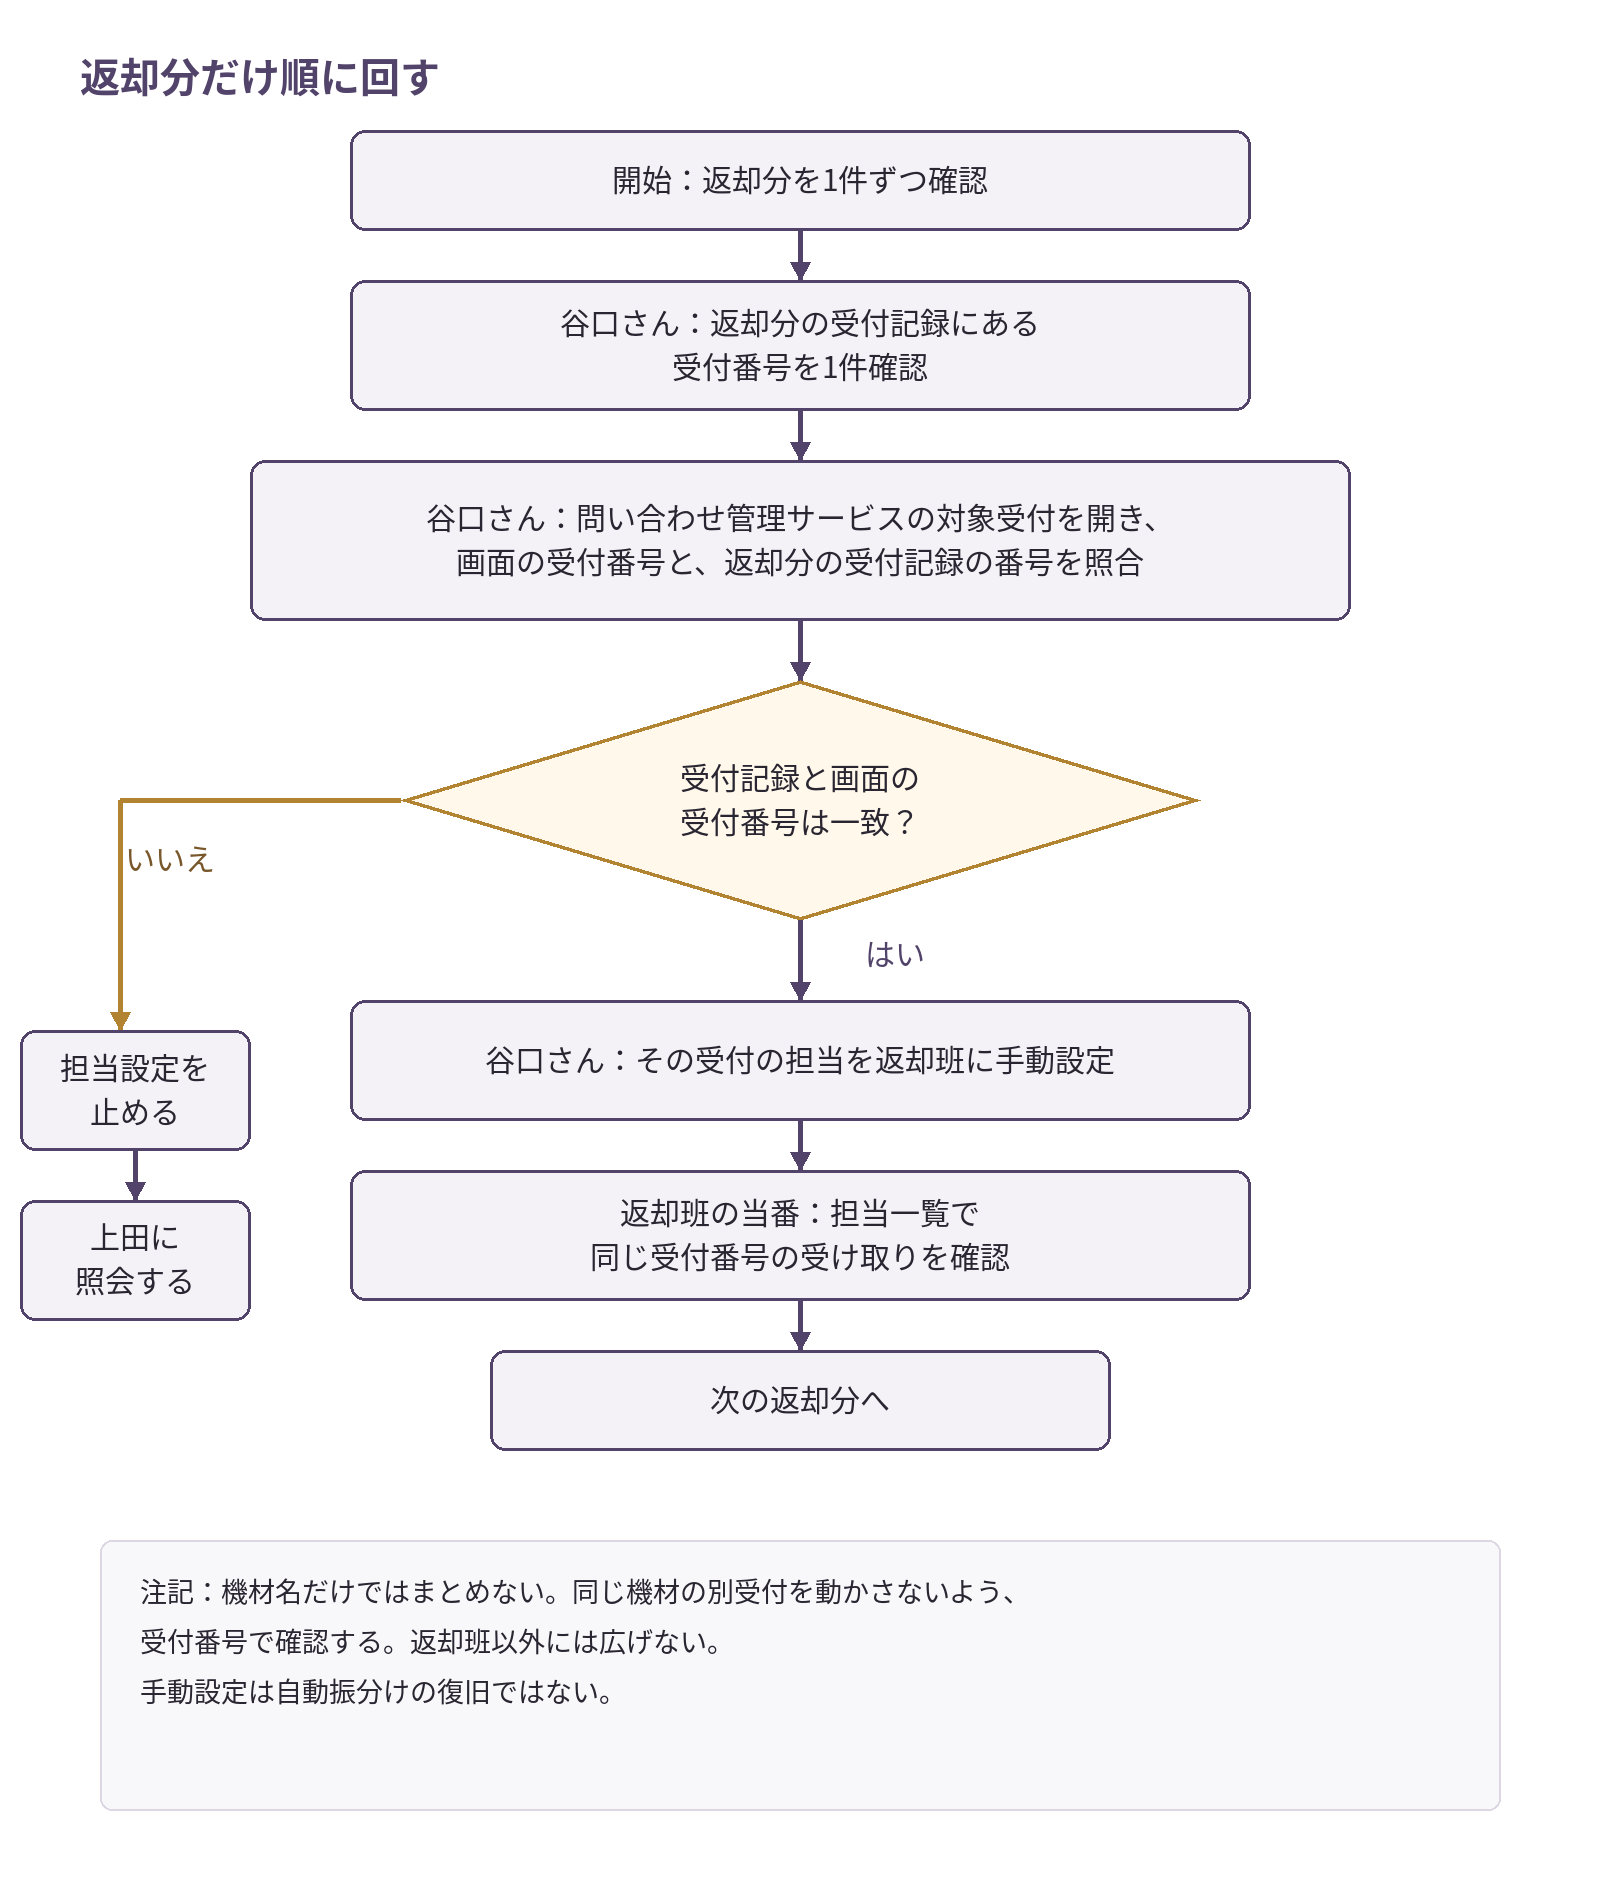 返却分だけ順に回す
開始：返却分を1件ずつ確認
谷口さん：返却分の受付記録にある
受付番号を1件確認
谷口さん：問い合わせ管理サービスの対象受付を開き、
画面の受付番号と、返却分の受付記録の番号を照合
受付記録と画面の
受付番号は一致？
いいえ
はい
担当設定を
止める
上田に
照会する
谷口さん：その受付の担当を返却班に手動設定
返却班の当番：担当一覧で
同じ受付番号の受け取りを確認
次の返却分へ
注記：機材名だけではまとめない。同じ機材の別受付を動かさないよう、
受付番号で確認する。返却班以外には広げない。
手動設定は自動振分けの復旧ではない。